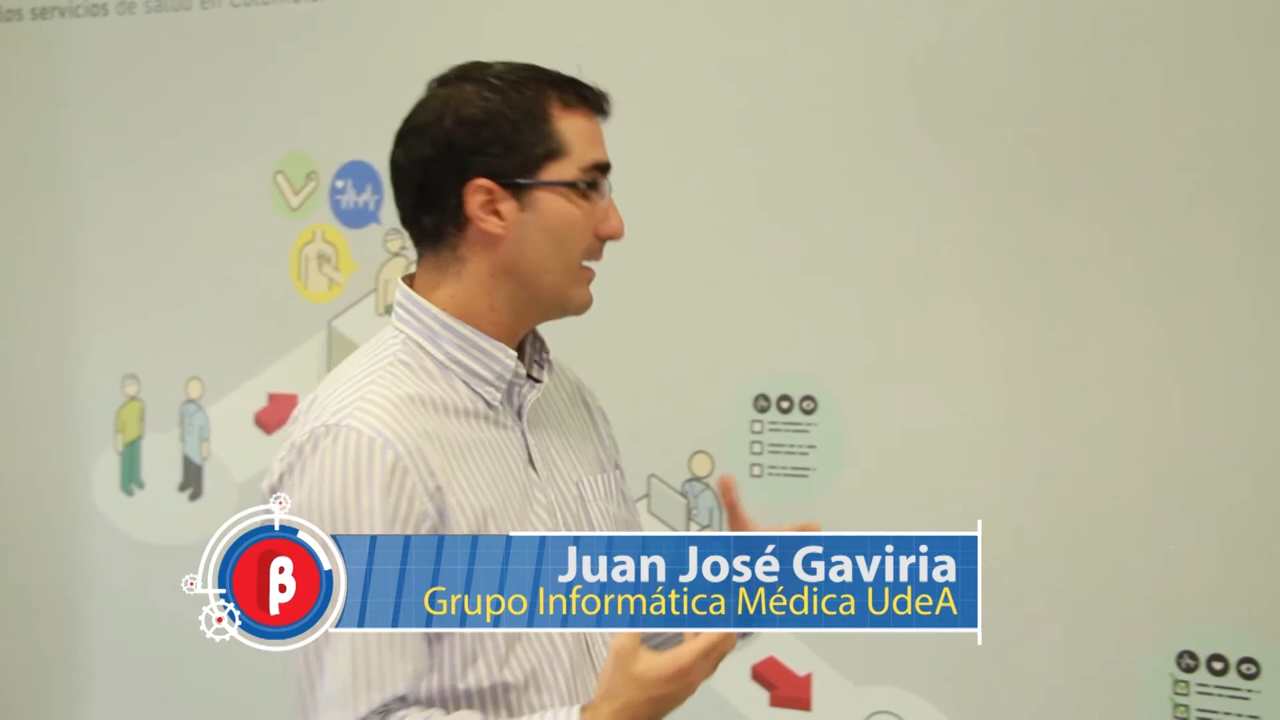 los servicios de salud en Colombia.
β
Juan José Gaviria
Grupo Informática Médica UdeA